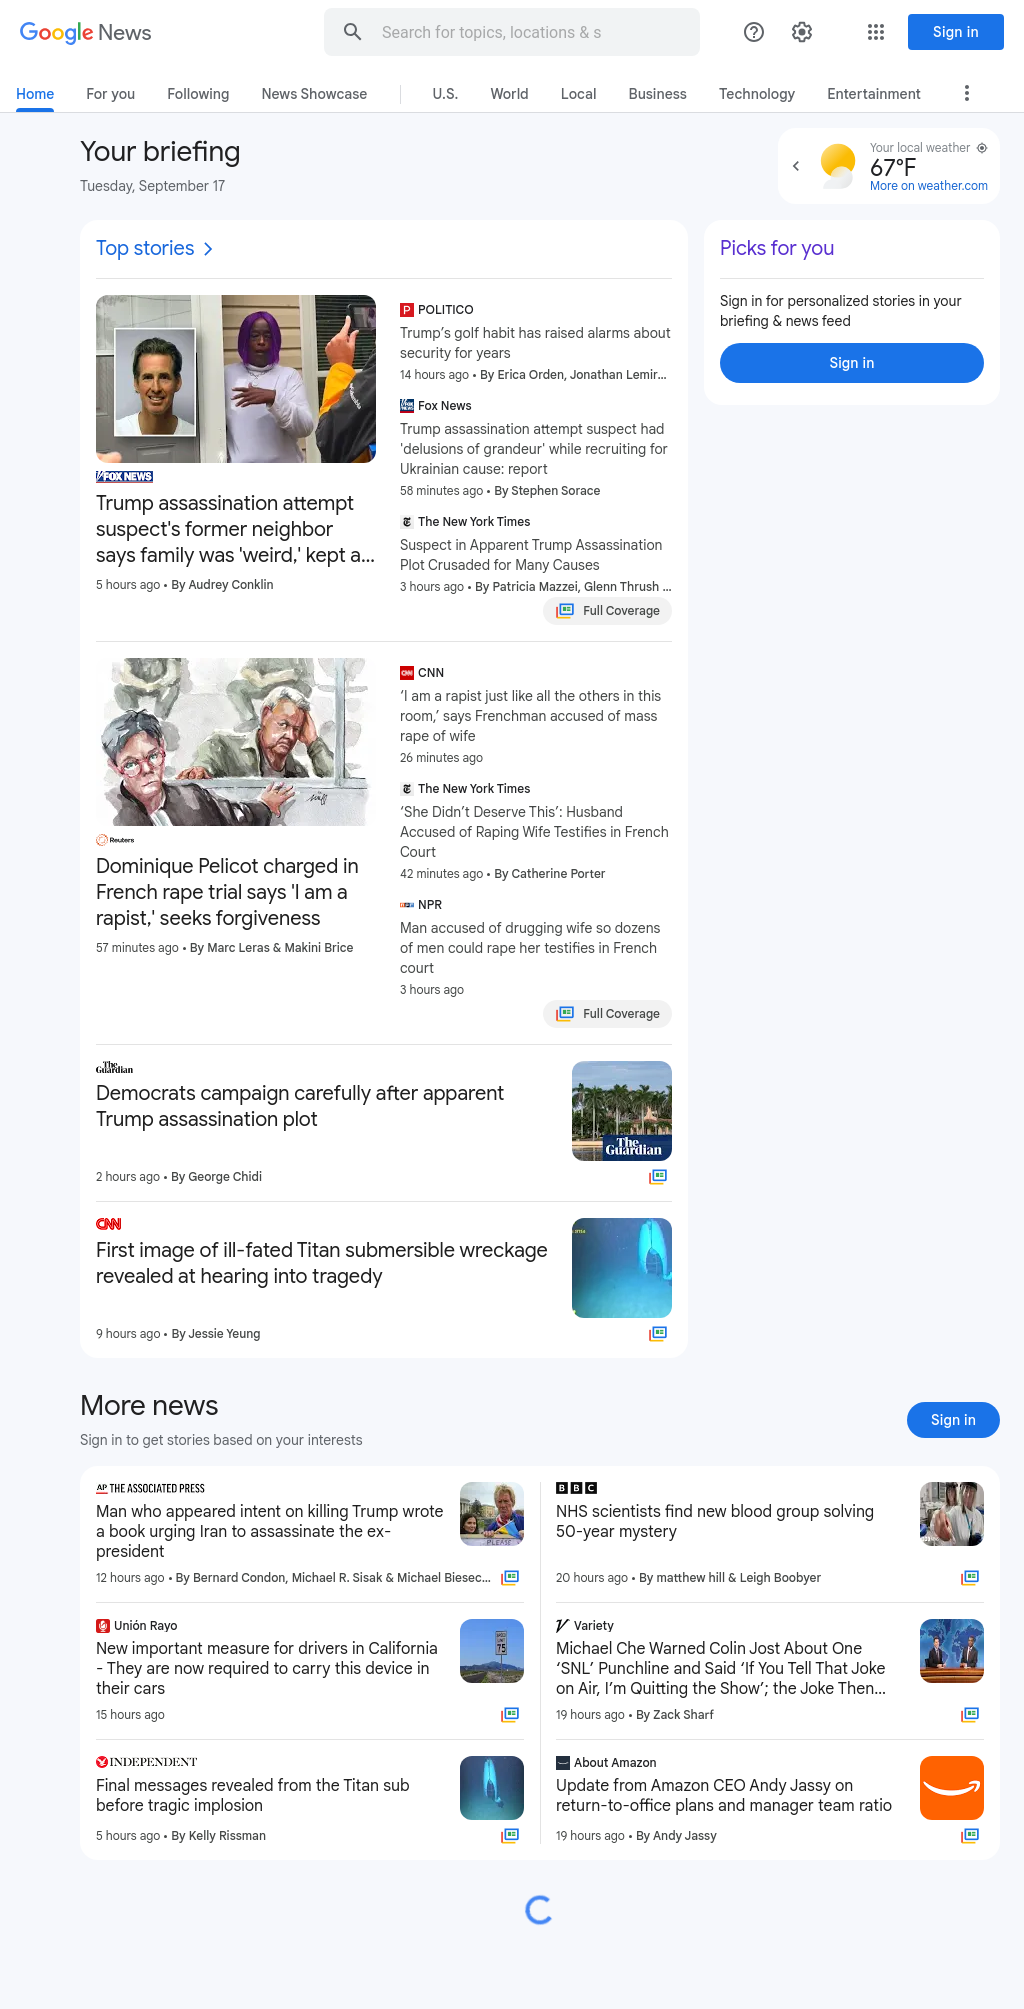 Google News
Search for topics, locations & s
Sign in
Home
For you
Following
News Showcase
U.S.
World
Local
Business
Technology
Entertainment
Your briefing
Tuesday, September 17
Your local weather
67°F
More on weather.com
Top stories
Picks for you
Sign in for personalized stories in your
briefing & news feed
Sign in
FOX NEWS
Trump assassination attempt
suspect's former neighbor
says family was 'weird,' kept a...
5 hours ago • By Audrey Conklin
POLITICO
Trump’s golf habit has raised alarms about
security for years
14 hours ago • By Erica Orden, Jonathan Lemir...
Fox News
Trump assassination attempt suspect had
'delusions of grandeur' while recruiting for
Ukrainian cause: report
58 minutes ago • By Stephen Sorace
The New York Times
Suspect in Apparent Trump Assassination
Plot Crusaded for Many Causes
3 hours ago • By Patricia Mazzei, Glenn Thrush ...
Full Coverage
Reuters
Dominique Pelicot charged in
French rape trial says 'I am a
rapist,' seeks forgiveness
57 minutes ago • By Marc Leras & Makini Brice
CNN
‘I am a rapist just like all the others in this
room,’ says Frenchman accused of mass
rape of wife
26 minutes ago
The New York Times
‘She Didn’t Deserve This’: Husband
Accused of Raping Wife Testifies in French
Court
42 minutes ago • By Catherine Porter
NPR
Man accused of drugging wife so dozens
of men could rape her testifies in French
court
3 hours ago
Full Coverage
The Guardian
Democrats campaign carefully after apparent
Trump assassination plot
2 hours ago • By George Chidi
The Guardian
CNN
First image of ill-fated Titan submersible wreckage
revealed at hearing into tragedy
9 hours ago • By Jessie Yeung
More news
Sign in to get stories based on your interests
Sign in
AP THE ASSOCIATED PRESS
Man who appeared intent on killing Trump wrote
a book urging Iran to assassinate the ex-
president
12 hours ago • By Bernard Condon, Michael R. Sisak & Michael Biesec...
PLEASE
BBC
NHS scientists find new blood group solving
50-year mystery
20 hours ago • By matthew hill & Leigh Boobyer
Unión Rayo
New important measure for drivers in California
- They are now required to carry this device in
their cars
15 hours ago
75
Variety
Michael Che Warned Colin Jost About One
‘SNL’ Punchline and Said ‘If You Tell That Joke
on Air, I’m Quitting the Show’; the Joke Then...
19 hours ago • By Zack Sharf
INDEPENDENT
Final messages revealed from the Titan sub
before tragic implosion
5 hours ago • By Kelly Rissman
About Amazon
Update from Amazon CEO Andy Jassy on
return-to-office plans and manager team ratio
19 hours ago • By Andy Jassy